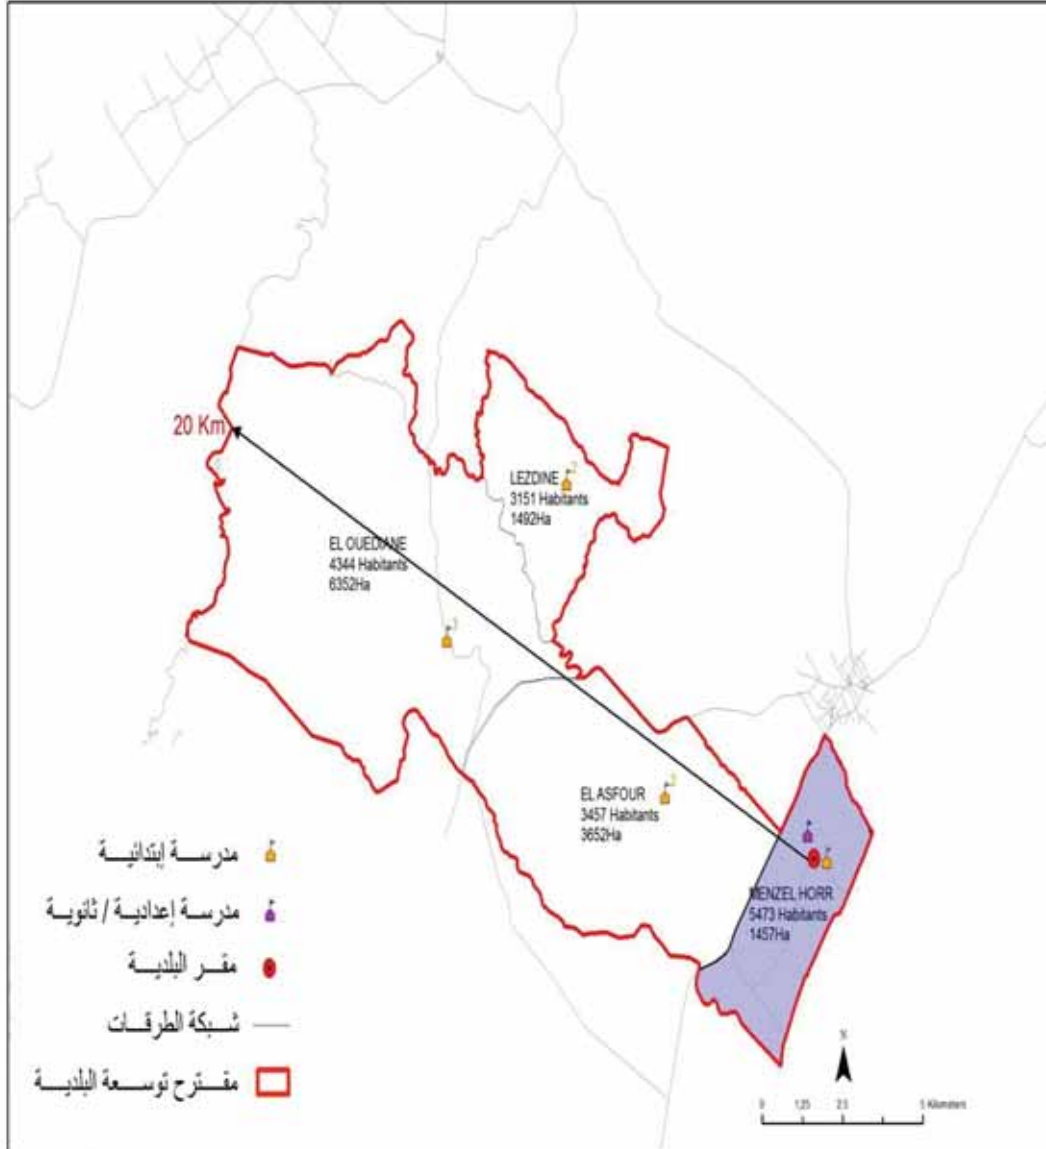 20 Km
LEZDINE
3151 Habitants
1492Ha
EL OUEDIANE
4344 Habitants
6352Ha
EL ASFOUR
3457 Habitants
3652Ha
MENZEL HORR
5473 Habitants
1457Ha
مدرسة إبتدائية
مدرسة إعدادية / ثانوية
مقر البلدية
شبكة الطرقات
مقترح توسعة البلدية
N
0 1,25 2.5 5 Kilometers